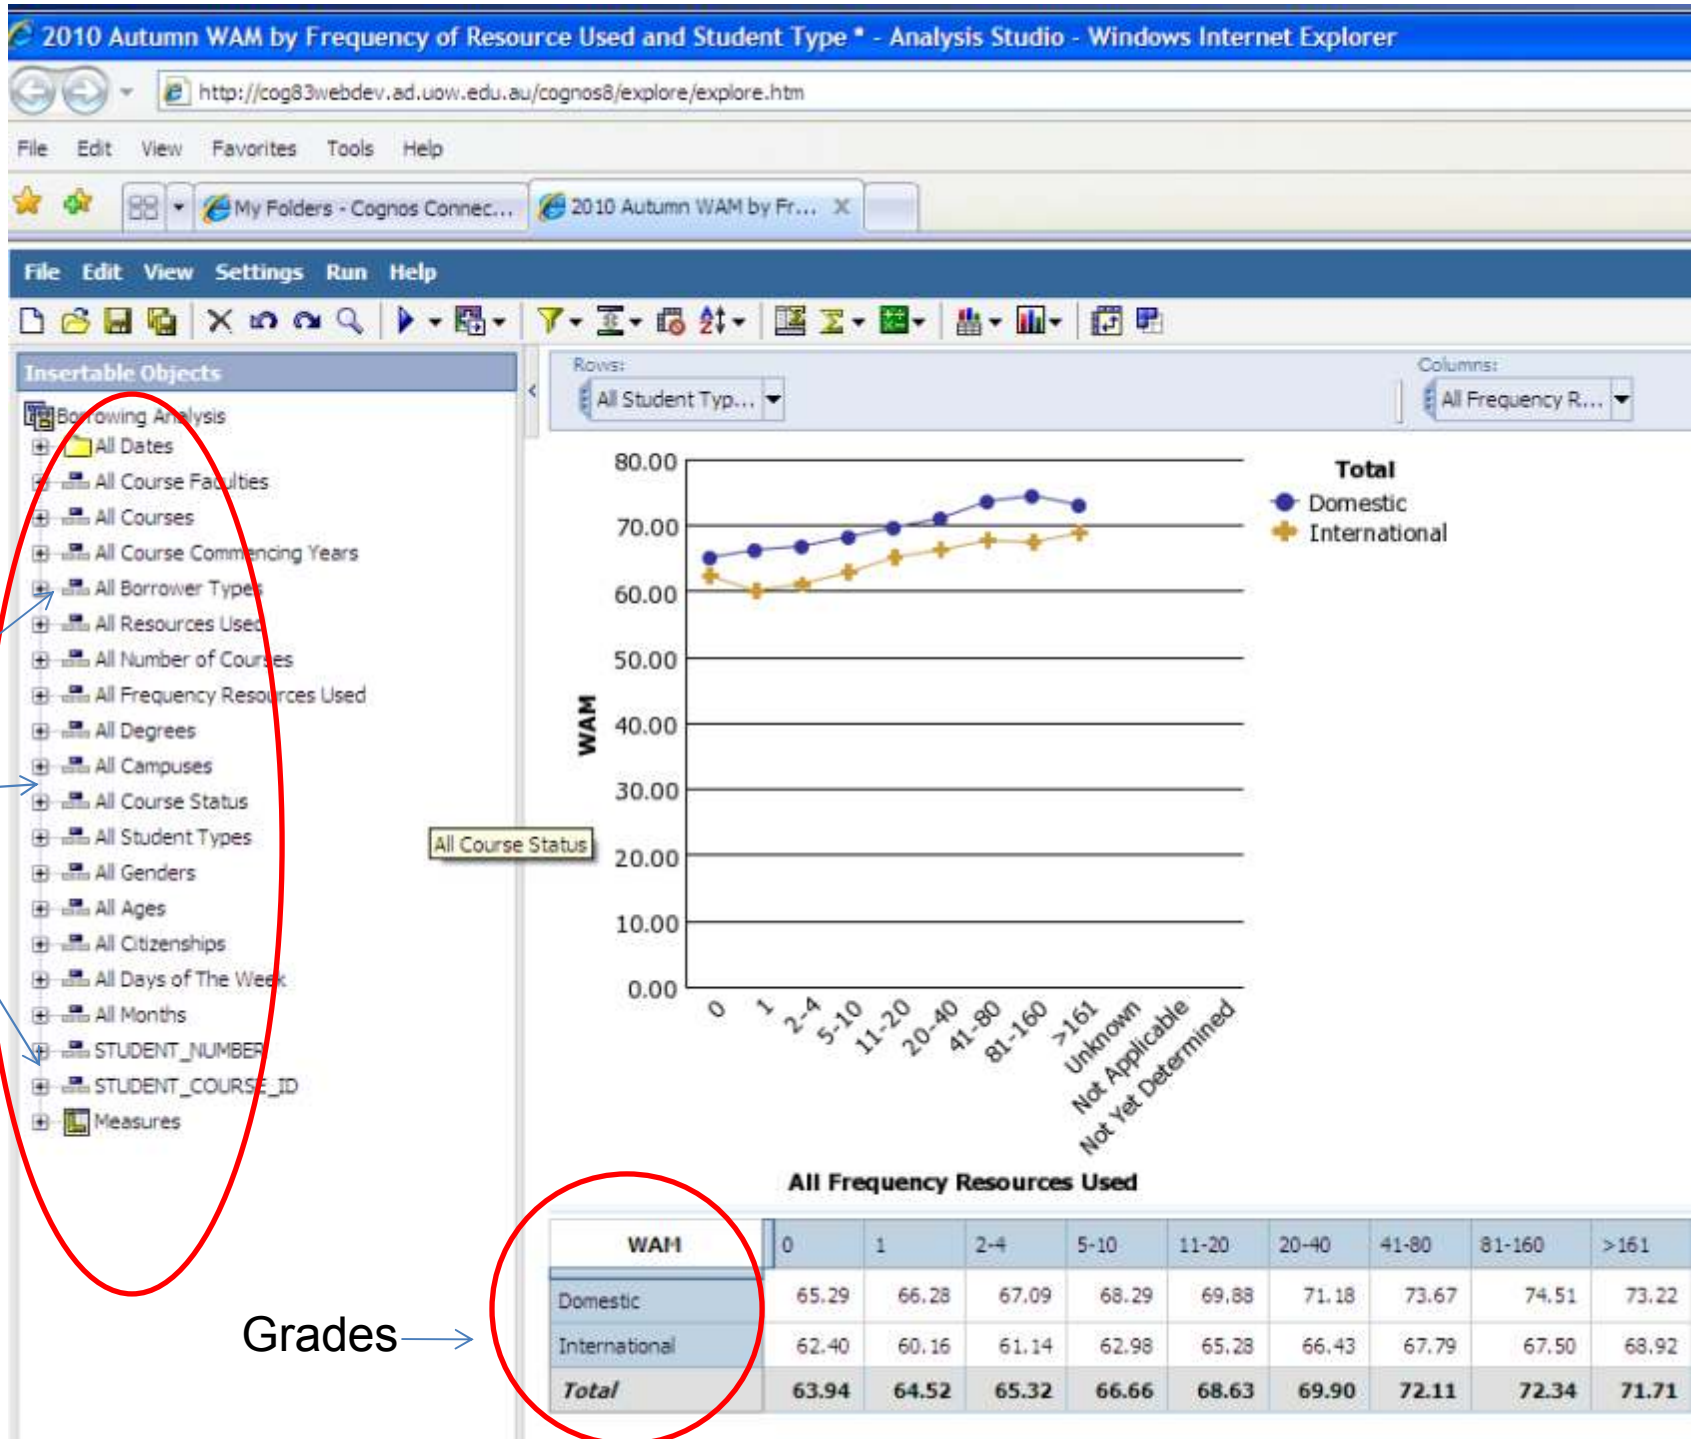 2010 Autumn WAM by Frequency of Resource Used and Student Type * - Analysis Studio - Windows Internet Explorer
http://cog83webdev.ad.uow.edu.au/cognos8/explore/explore.htm
File Edit View Favorites Tools Help
My Folders - Cognos Connec... 2010 Autumn WAM by Fr... X
File Edit View Settings Run Help
Insertable Objects
Borrowing Analysis
All Dates
All Course Faculties
All Courses
All Course Commencing Years
All Borrower Types
All Resources Used
All Number of Courses
All Frequency Resources Used
All Degrees
All Campuses
All Course Status
All Student Types
All Genders
All Ages
All Citizenships
All Days of The Week
All Months
STUDENT_NUMBER
STUDENT_COURSE_ID
Measures
All Course Status
Rows:
All Student Typ...
Columns:
All Frequency R...
80.00
70.00
60.00
50.00
40.00
30.00
20.00
10.00
0.00
WAM
Total
Domestic
International
0 1 2-4 5-10 11-20 20-40 41-80 81-160 >161 Unknown Not Applicable Not Yet Determined
All Frequency Resources Used
Grades
WAM 0 1 2-4 5-10 11-20 20-40 41-80 81-160 >161
Domestic 65.29 66.28 67.09 68.29 69.88 71.18 73.67 74.51 73.22
International 62.40 60.16 61.14 62.98 65.28 66.43 67.79 67.50 68.92
Total 63.94 64.52 65.32 66.66 68.63 69.90 72.11 72.34 71.71